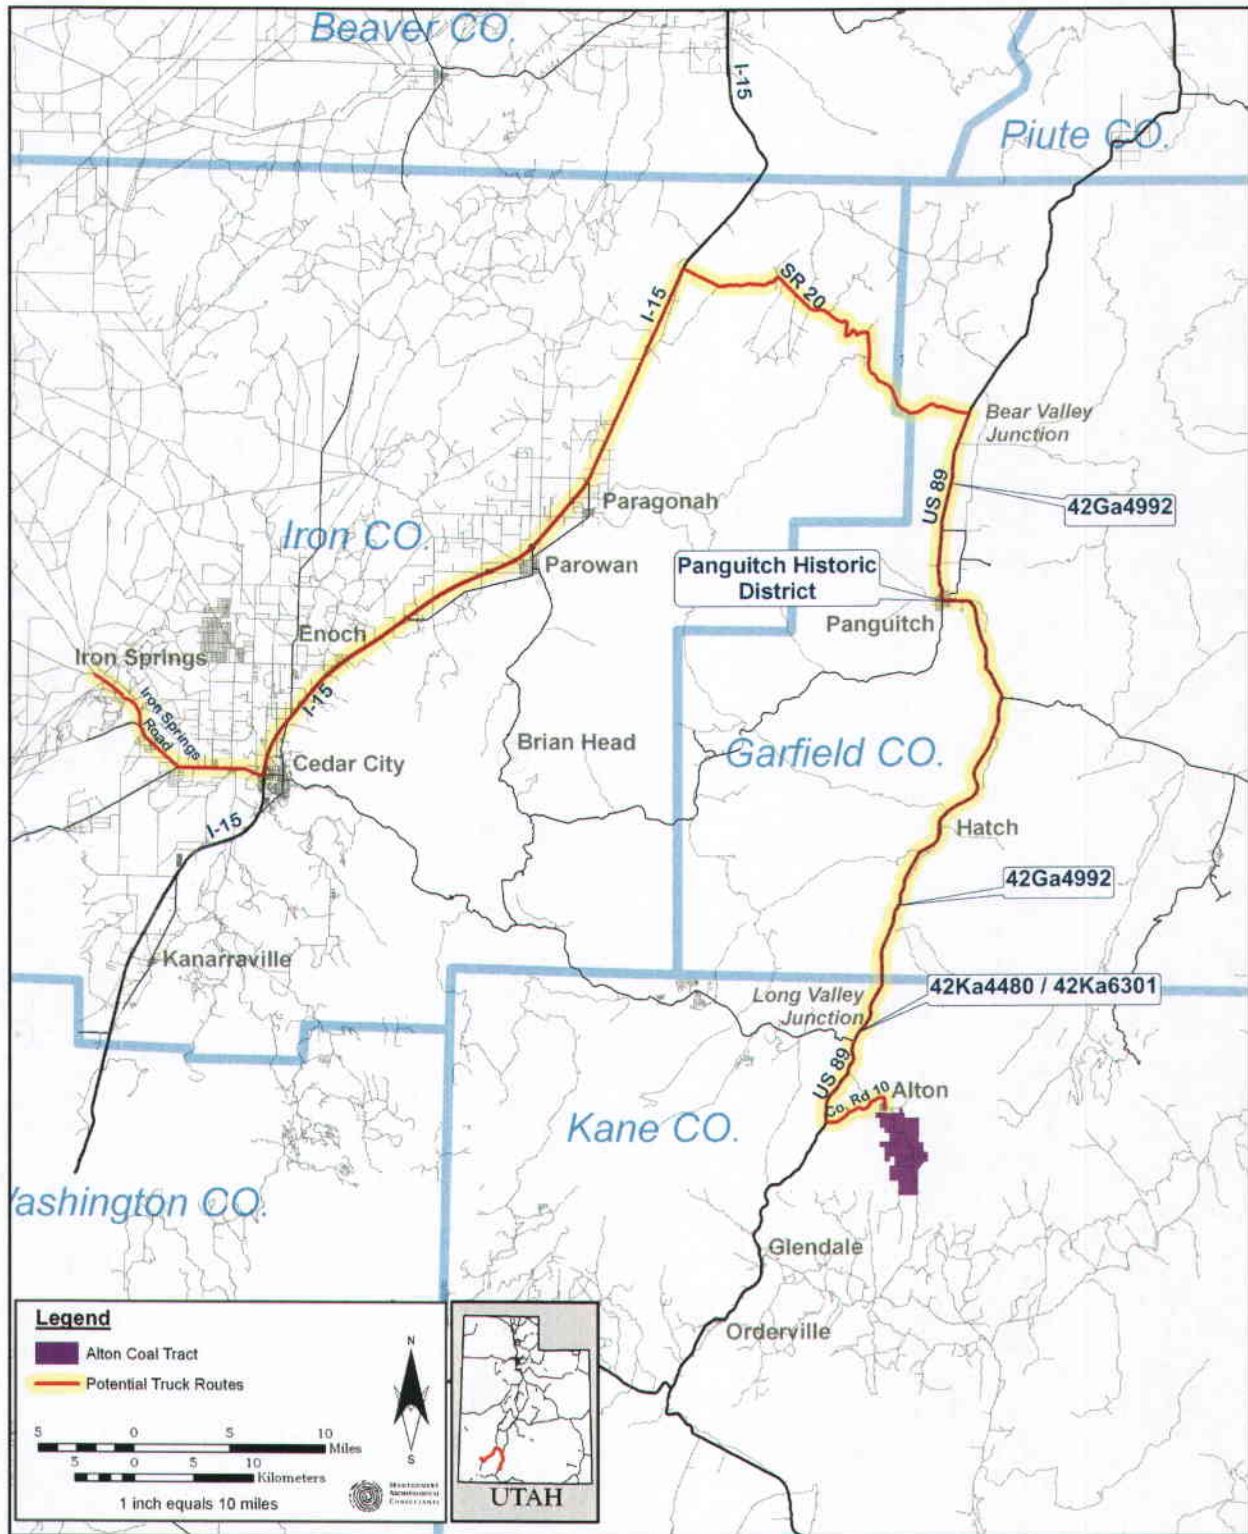 Beaver CO.
I-15
Piute CO.
SR 20
I-15
Bear Valley
Junction
US 89
42Ga4992
Paragonah
Iron CO.
Parowan
Panguitch Historic
District
Panguitch
Enoch
Iron Springs
Iron Springs
Road
I-15
Brian Head
Garfield CO.
Cedar City
I-15
Hatch
42Ga4992
Kanarraville
42Ka4480 / 42Ka6301
Long Valley
Junction
US 89
Co. Rd 10
Alton
Kane CO.
Washington CO.
Glendale
Orderville
Legend
Alton Coal Tract
Potential Truck Routes
N
S
5 0 5 10
Miles
5 0 5 10
Kilometers
1 inch equals 10 miles
Montgomery
Archaeological
Consultants
UTAH